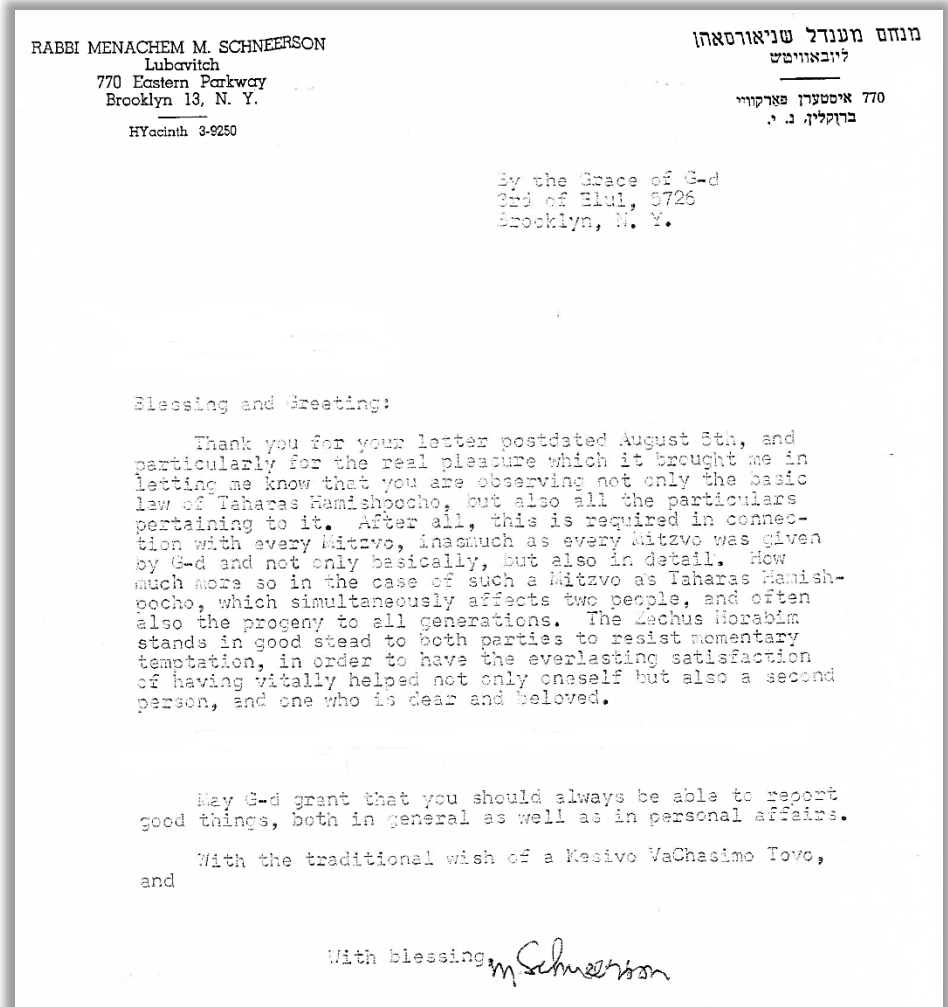 RABBI MENACHEM M. SCHNEERSON
Lubavitch
770 Eastern Parkway
Brooklyn 13, N. Y.
HYacinth 3-9250
מנחם מענדל שניאורסאהן
ליובאוויטש
770 איסטערן פארקוויי
ברוקלין, נ. י.
By the Grace of G-d
3rd of Elul, 5726
Brooklyn, N. Y.
Blessing and Greeting:
Thank you for your letter postdated August 5th, and
particularly for the real pleasure which it brought me in
letting me know that you are observing not only the basic
law of Taharas Hamishpocho, but also all the particulars
pertaining to it. After all, this is required in connec-
tion with every Mitzvo, inasmuch as every Mitzvo was given
by G-d and not only basically, but also in detail. How
much more so in the case of such a Mitzvo as Taharas Hamish-
pocho, which simultaneously affects two people, and often
also the progeny to all generations. The Zechus Horabim
stands in good stead to both parties to resist momentary
temptation, in order to have the everlasting satisfaction
of having vitally helped not only oneself but also a second
person, and one who is dear and beloved.
May G-d grant that you should always be able to report
good things, both in general as well as in personal affairs.
With the traditional wish of a Kesivo VaChasimo Tovo,
and
With blessing, M Schneerson